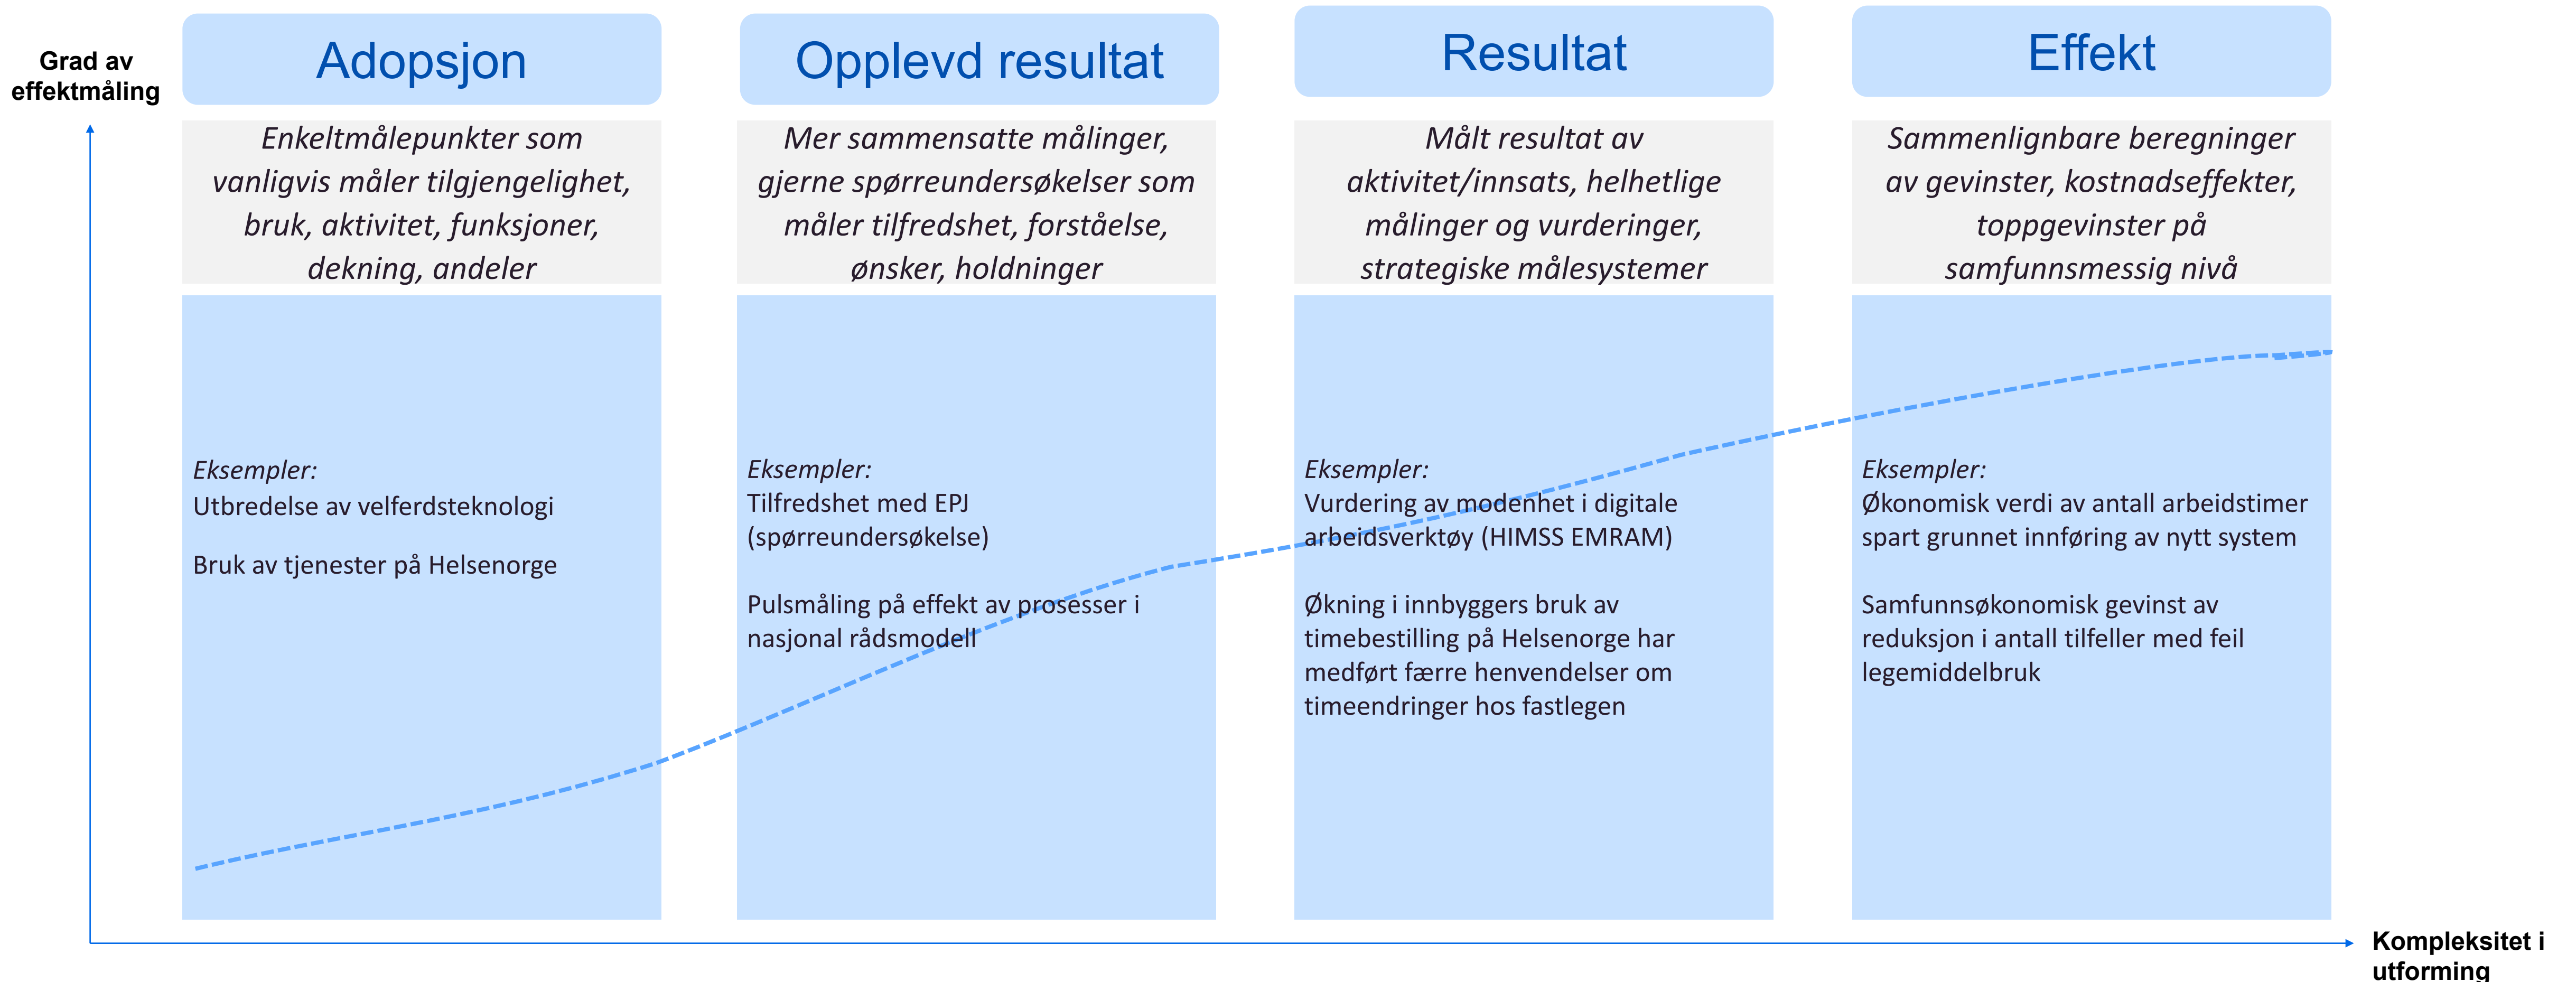 Grad av
effektmåling
Adopsjon
Enkeltmålepunkter som
vanligvis måler tilgjengelighet,
bruk, aktivitet, funksjoner,
dekning, andeler
Eksempler:
Utbredelse av velferdsteknologi
Bruk av tjenester på Helsenorge
Opplevd resultat
Mer sammensatte målinger,
gjerne spørreundersøkelser som
måler tilfredshet, forståelse,
ønsker, holdninger
Eksempler:
Tilfredshet med EPJ
(spørreundersøkelse)
Pulsmåling på effekt av prosesser i
nasjonal rådsmodell
Resultat
Målt resultat av
aktivitet/innsats, helhetlige
målinger og vurderinger,
strategiske målesystemer
Eksempler:
Vurdering av modenhet i digitale
arbeidsverktøy (HIMSS EMRAM)
Økning i innbyggers bruk av
timebestilling på Helsenorge har
medført færre henvendelser om
timeendringer hos fastlegen
Effekt
Sammenlignbare beregninger
av gevinster, kostnadseffekter,
toppgevinster på
samfunnsmessig nivå
Eksempler:
Økonomisk verdi av antall arbeidstimer
spart grunnet innføring av nytt system
Samfunnsøkonomisk gevinst av
reduksjon i antall tilfeller med feil
legemiddelbruk
Kompleksitet i
utforming